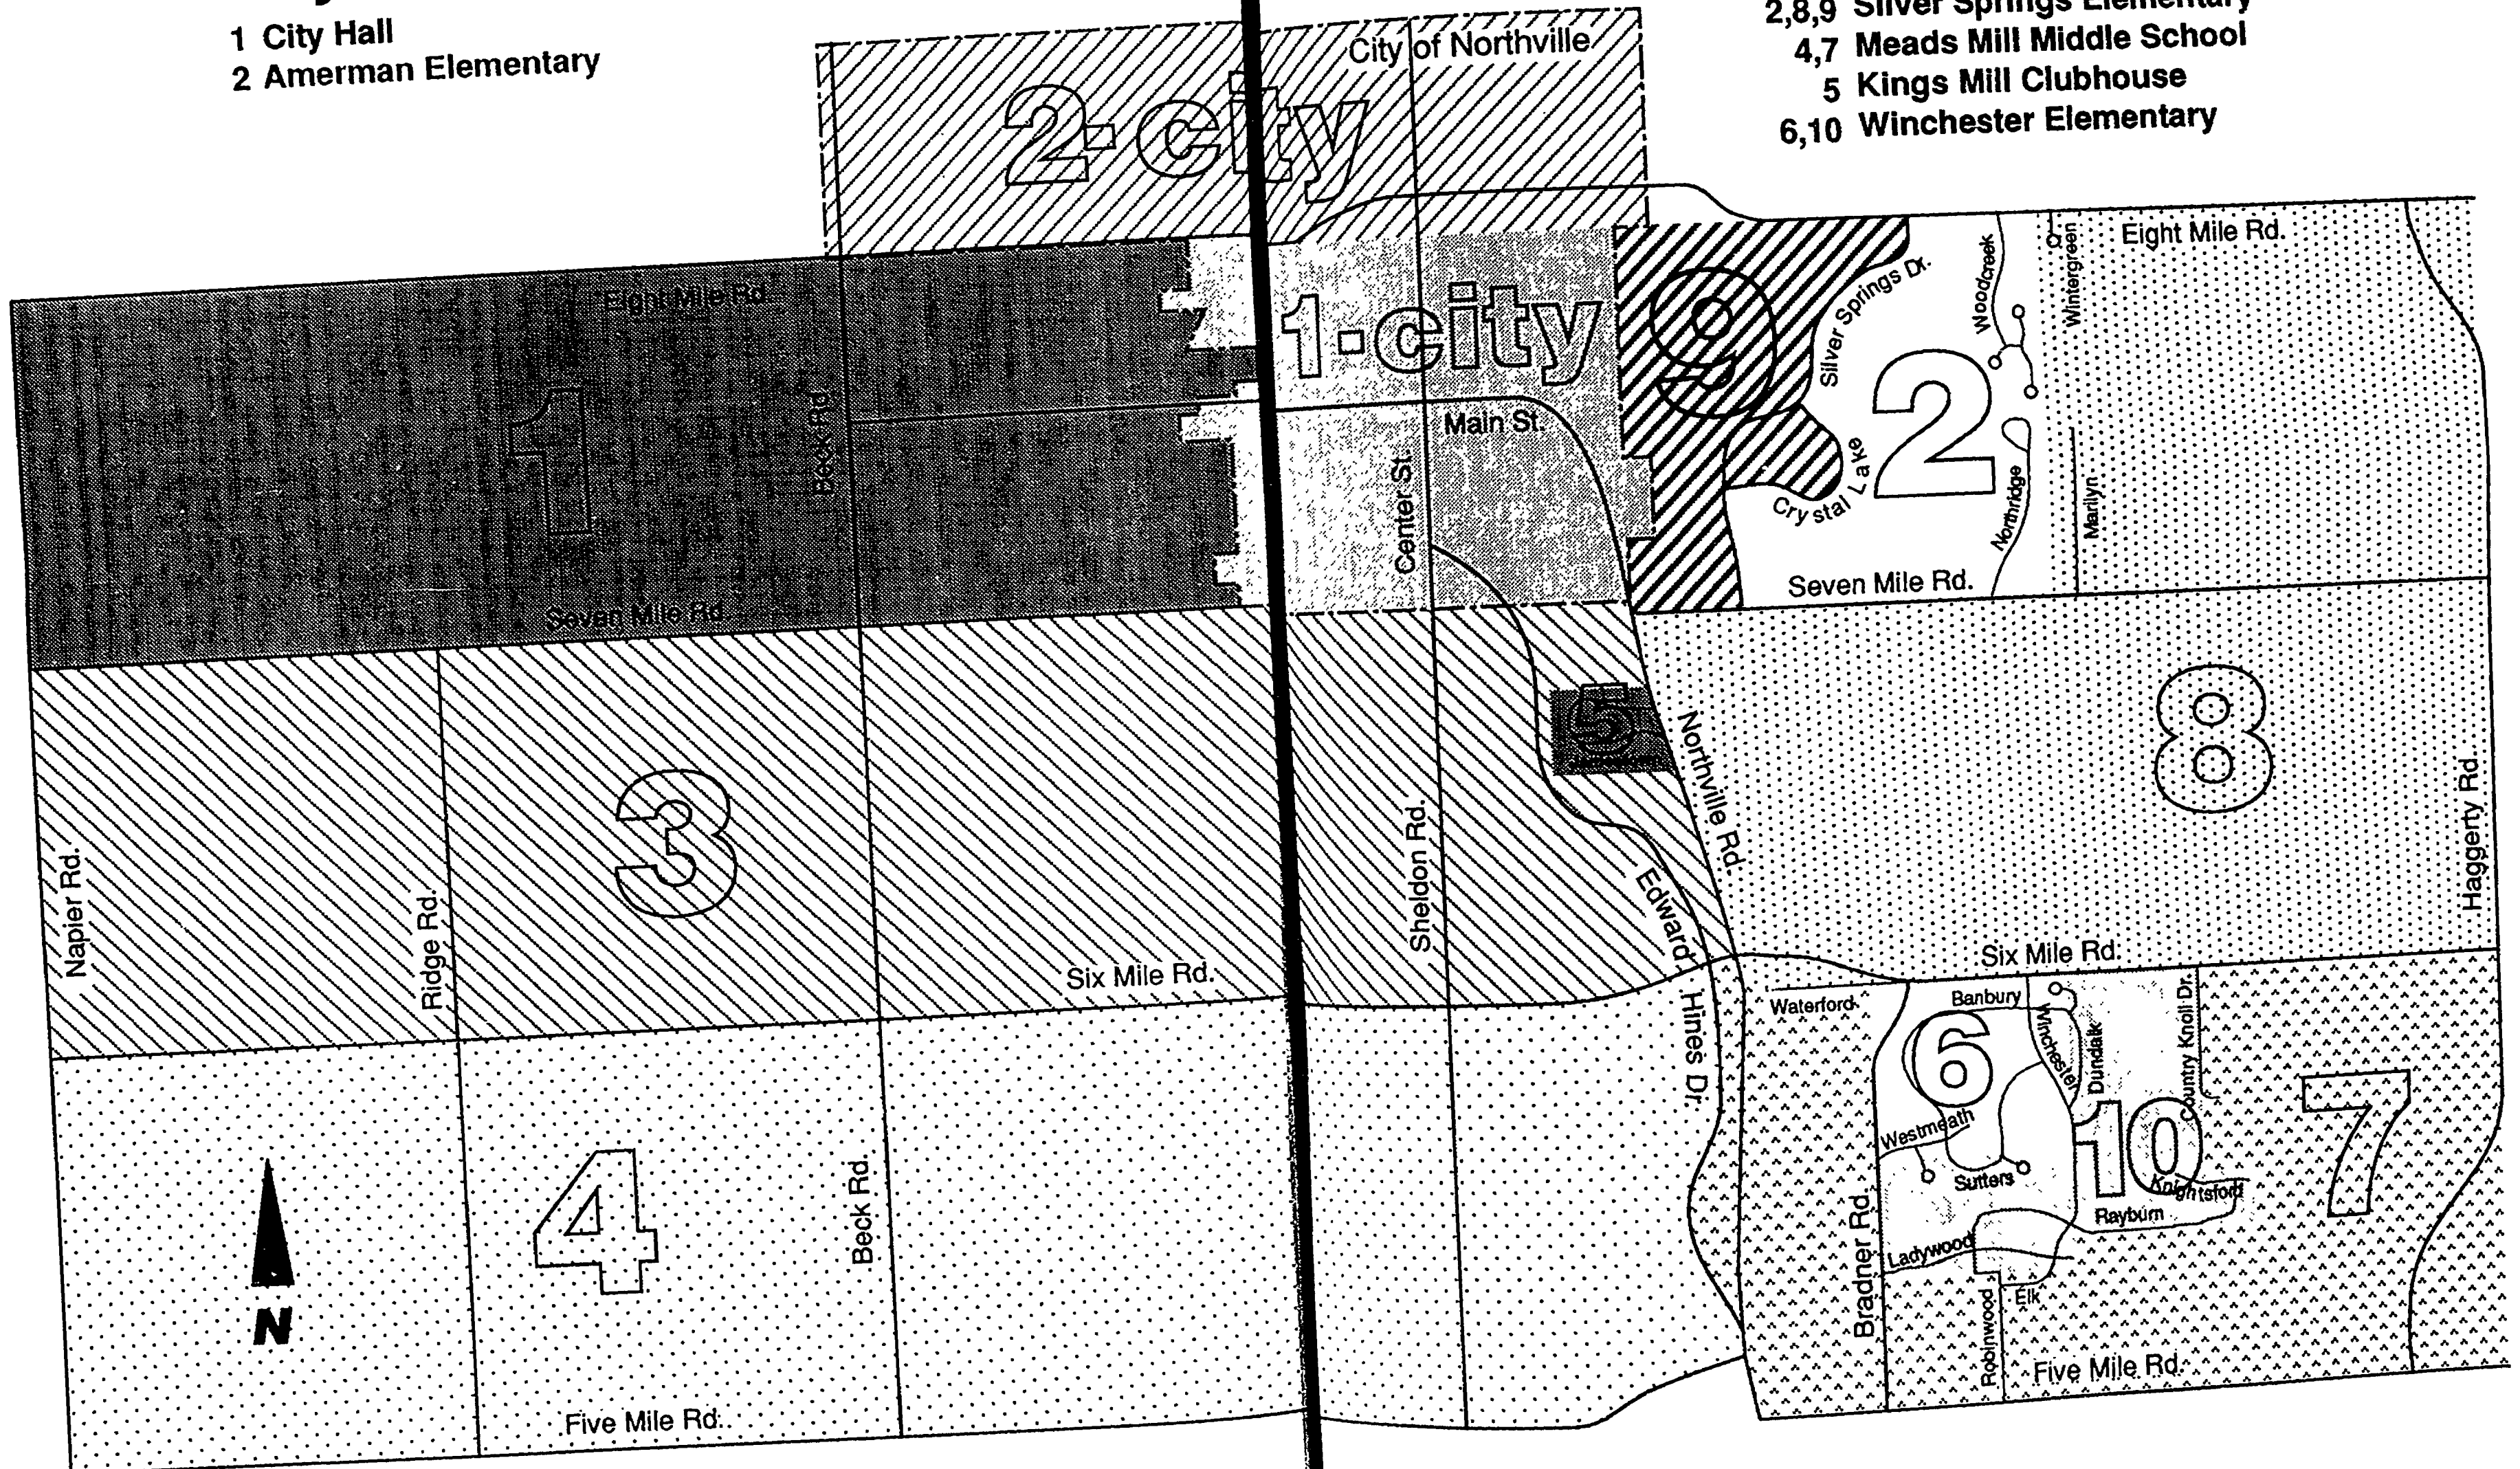 1 City Hall
2 Amerman Elementary
2,8,9 Silver Springs Elementary
4,7 Meads Mill Middle School
5 Kings Mill Clubhouse
6,10 Winchester Elementary
City of Northville
2-city
Eight Mile Rd.
Eight Mile Rd.
1-city
9
Silver Springs Dr.
Woodcreek
Wintergreen
2
1
Beck Rd.
Main St.
Center St.
Crystal Lake
Northridge
Marilyn
Seven Mile Rd.
Seven Mile Rd.
5
8
3
Northville Rd.
Napier Rd.
Ridge Rd.
Sheldon Rd.
Haggerty Rd.
Edward
Hines Dr.
Six Mile Rd.
Six Mile Rd.
Waterford
Banbury
Winchester
Dundalk
Country Knoll Dr.
6
7
10
Westmeath
Sutters
Knightsford
Rayburn
4
Beck Rd.
Bradner Rd
Ladywood
Elk
Robinwood
N
Five Mile Rd.
Five Mile Rd.